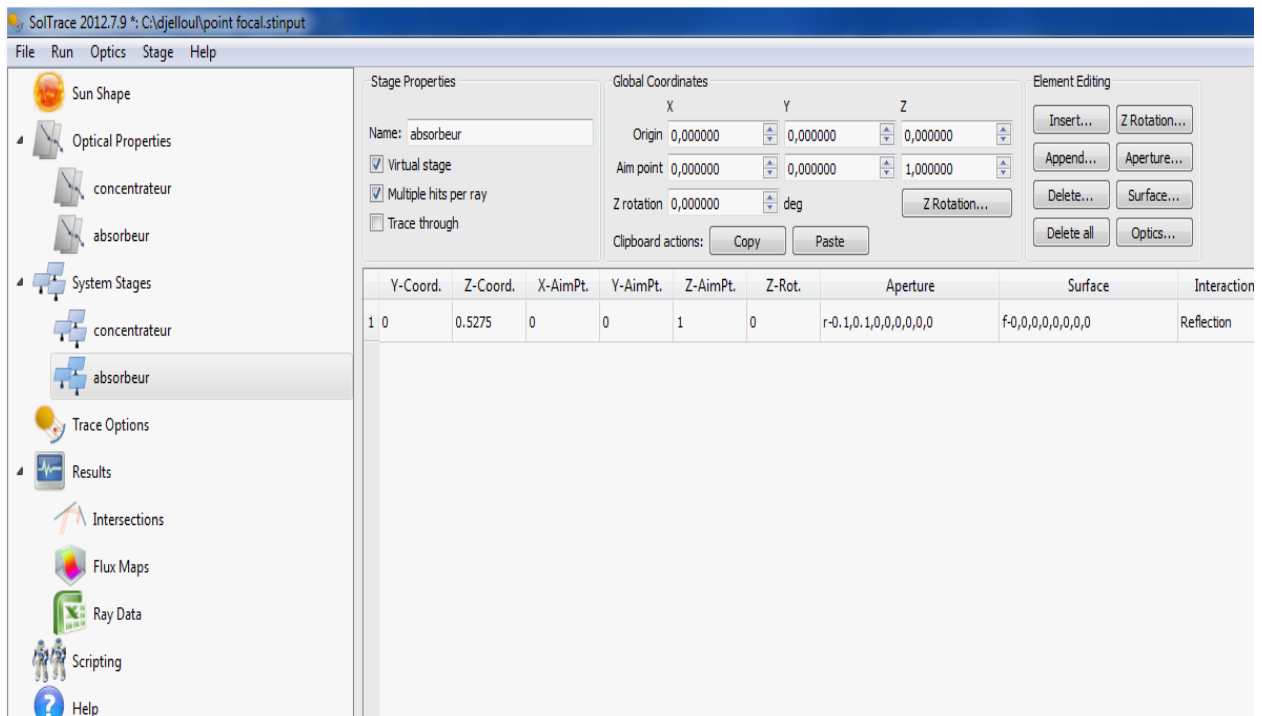 SolTrace 2012.7.9 *: C:\djelloul\point focal.stinput
File Run Optics Stage Help
Sun Shape
Optical Properties
concentrateur
absorbeur
System Stages
concentrateur
absorbeur
Trace Options
Results
Intersections
Flux Maps
Ray Data
Scripting
Help
Stage Properties
Name: absorbeur
Virtual stage
Multiple hits per ray
Trace through
Global Coordinates
X Y Z
Origin 0,000000 0,000000 0,000000
Aim point 0,000000 0,000000 1,000000
Z rotation 0,000000 deg Z Rotation...
Clipboard actions: Copy Paste
Element Editing
Insert... Z Rotation...
Append... Aperture...
Delete... Surface...
Delete all Optics...
Y-Coord. Z-Coord. X-AimPt. Y-AimPt. Z-AimPt. Z-Rot. Aperture Surface Interaction
1 0 0.5275 0 0 1 0 r-0.1,0.1,0,0,0,0,0,0 f-0,0,0,0,0,0,0,0 Reflection